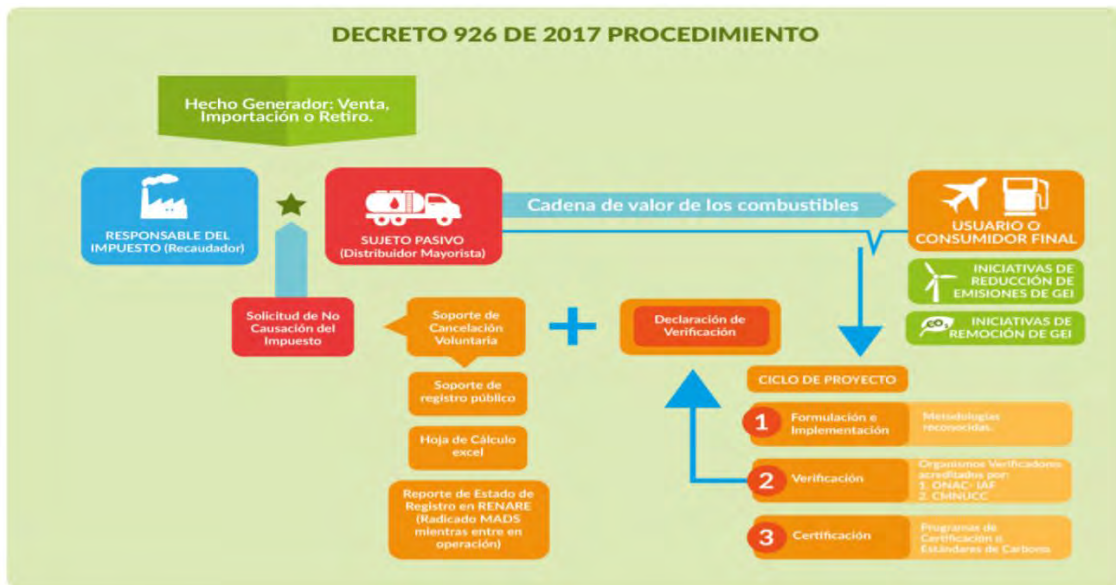 DECRETO 926 DE 2017 PROCEDIMIENTO
Hecho Generador: Venta,
Importación o Retiro.
RESPONSABLE DEL
IMPUESTO (Recaudador)
SUJETO PASIVO
(Distribuidor Mayorista)
Cadena de valor de los combustibles
USUARIO O
CONSUMIDOR FINAL
INICIATIVAS DE
REDUCCIÓN DE
EMISIONES DE GEI
CO₂
INICIATIVAS DE
REMOCIÓN DE GEI
Solicitud de No
Causación del
Impuesto
Soporte de
Cancelación
Voluntaria
Declaración de
Verificación
Soporte de
registro público
Hoja de Cálculo
excel
Reporte de Estado de
Registro en RENARE
(Radicado MADS
mientras entre en
operación)
CICLO DE PROYECTO
1 Formulación e
Implementación
Metodologías
reconocidas.
2 Verificación
Organismos Verificadores
acreditados por:
1. ONAC- IAF
2. CMNUCC
3 Certificación
Programas de
Certificación o
Estándares de Carbono